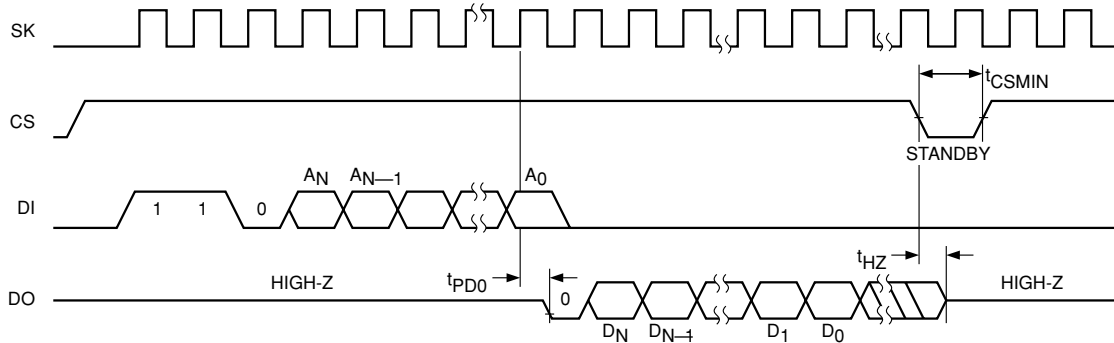 SK
tCSMIN
CS
STANDBY
AN AN—1 A0
DI 1 1 0
tPD0 tHZ
HIGH-Z 0 HIGH-Z
DO
DN DN—1 D1 D0